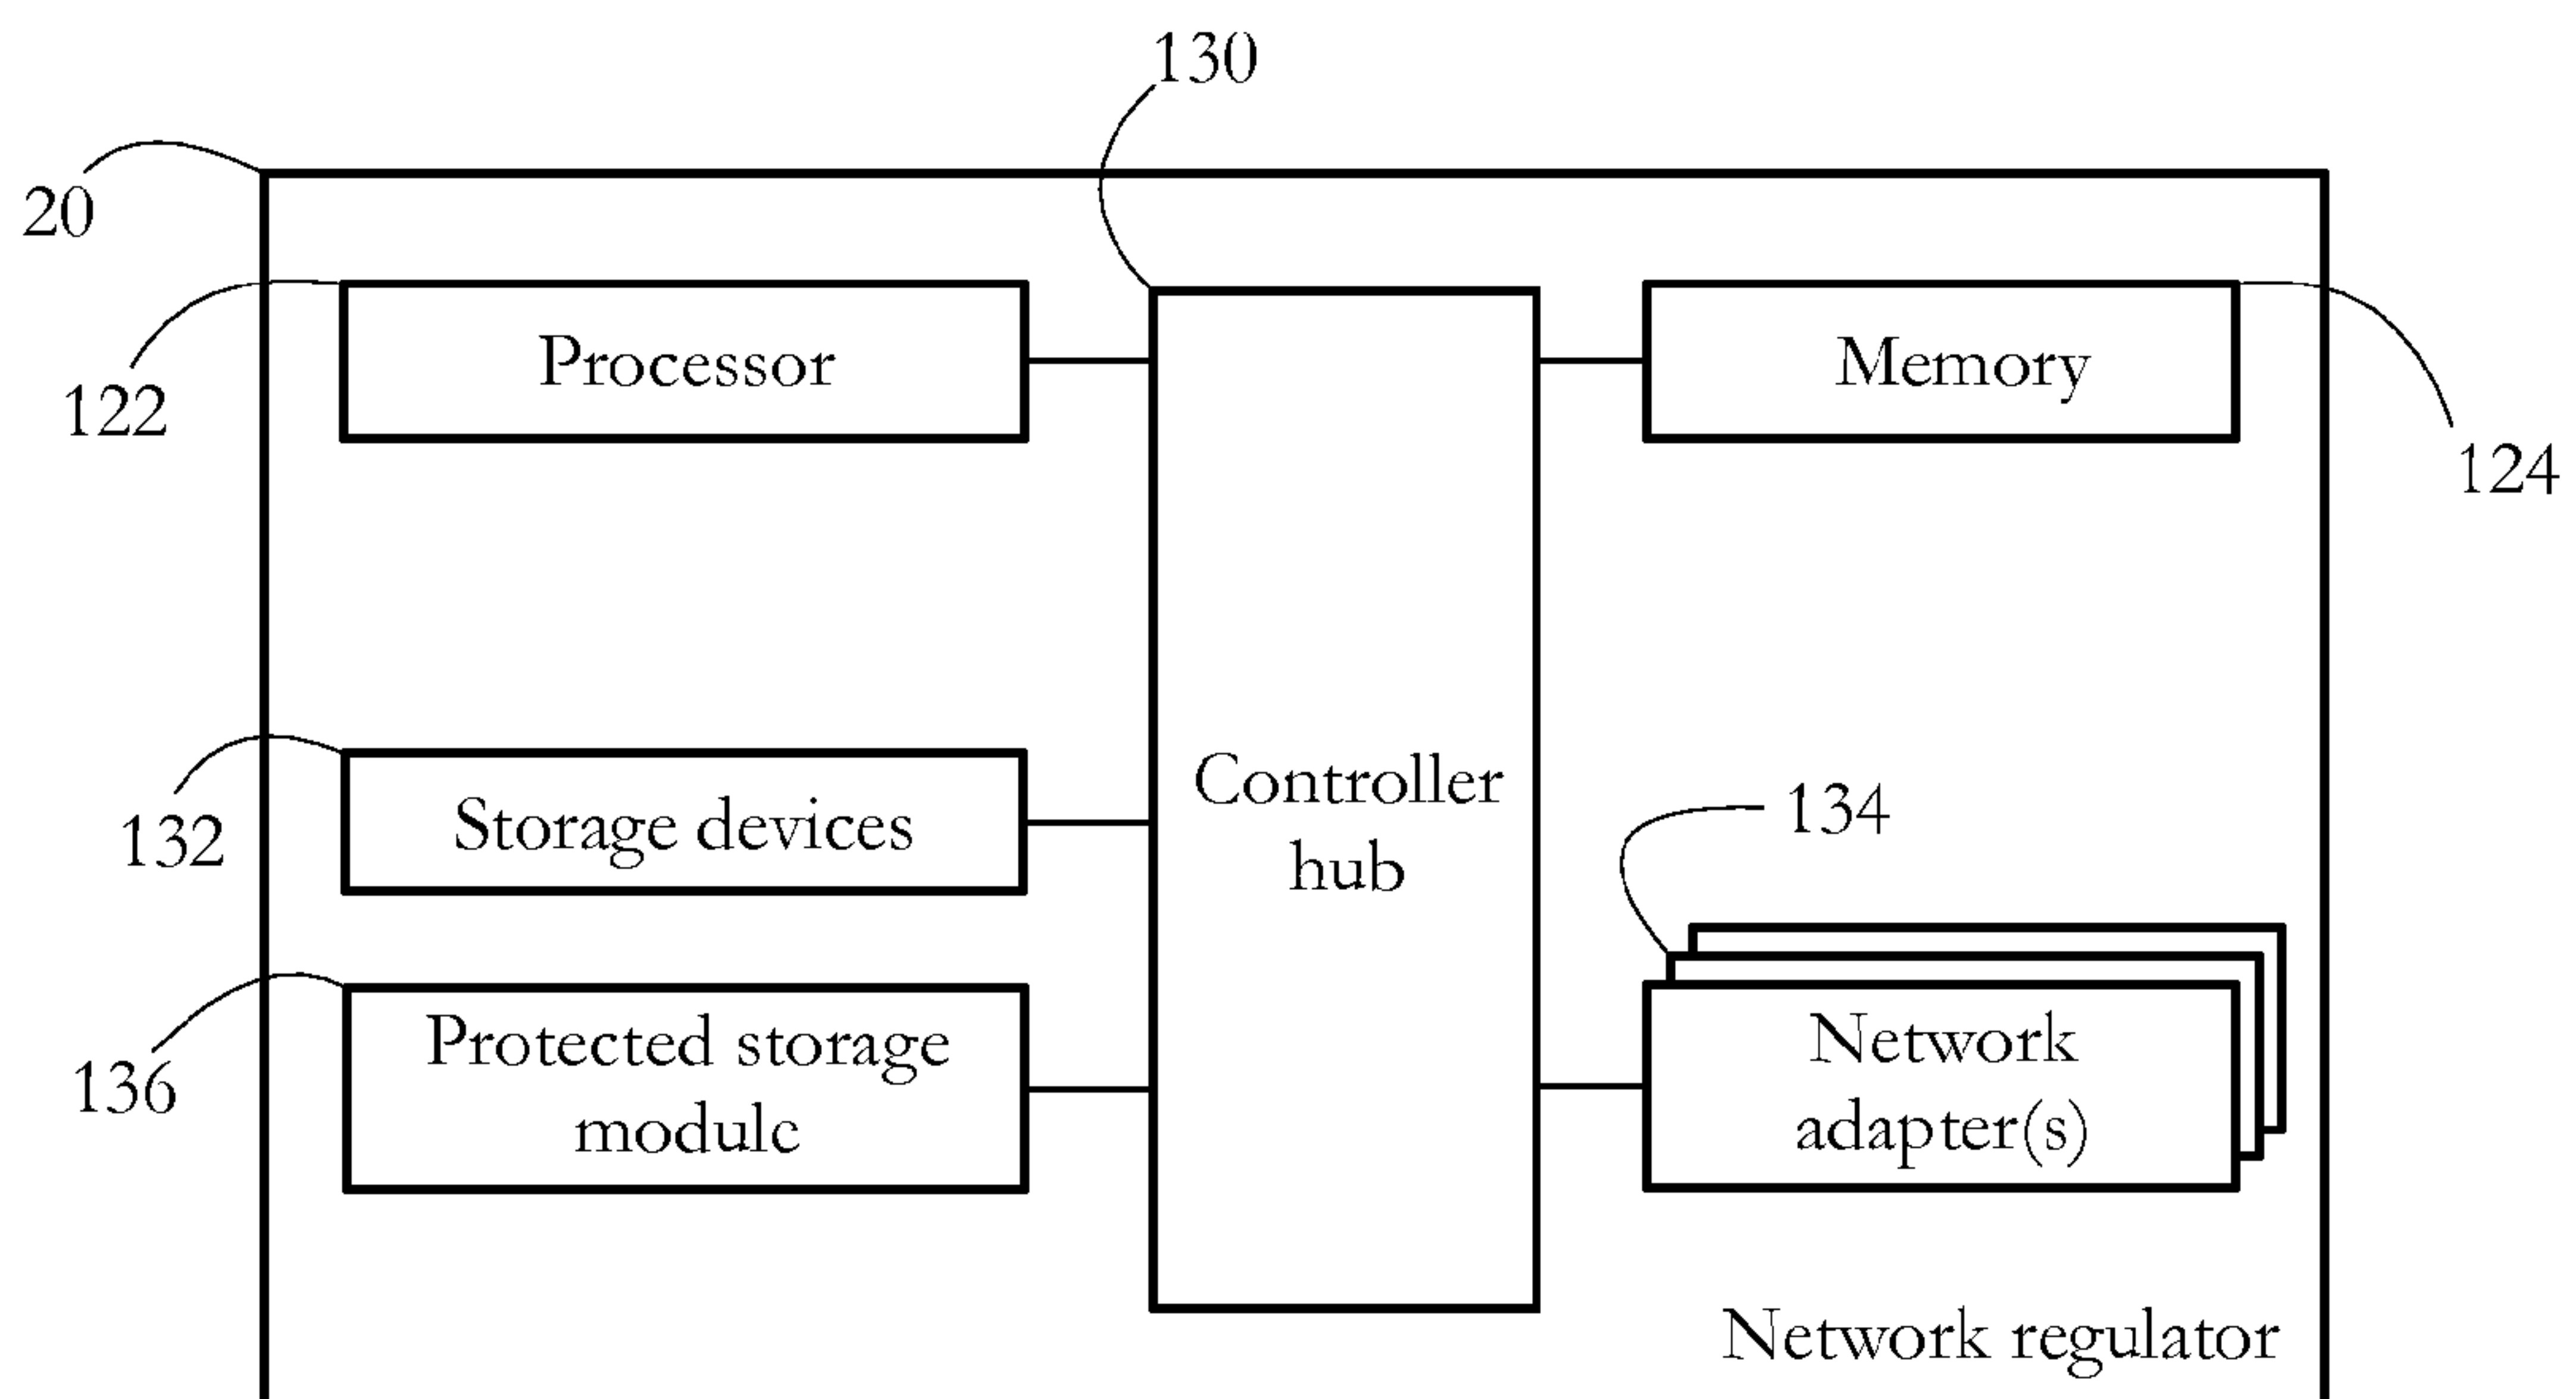 130
20
122
Processor
Memory
124
132
Storage devices
Controller
hub
134
136
Protected storage
module
Network
adapter(s)
Network regulator